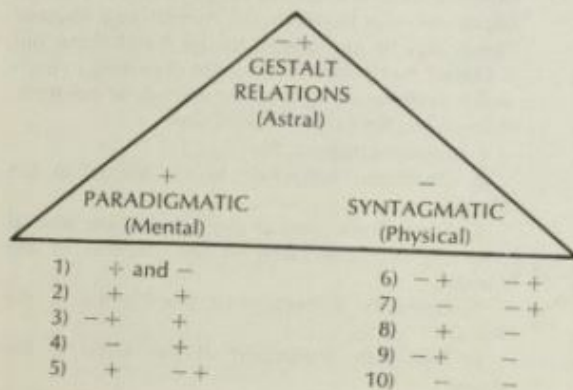 − +
GESTALT
RELATIONS
(Astral)
+
PARADIGMATIC
(Mental)
−
SYNTAGMATIC
(Physical)
1) + and −
2) + +
3) − + +
4) − +
5) + − +
6) − + − +
7) − − +
8) + −
9) − + −
10) − −